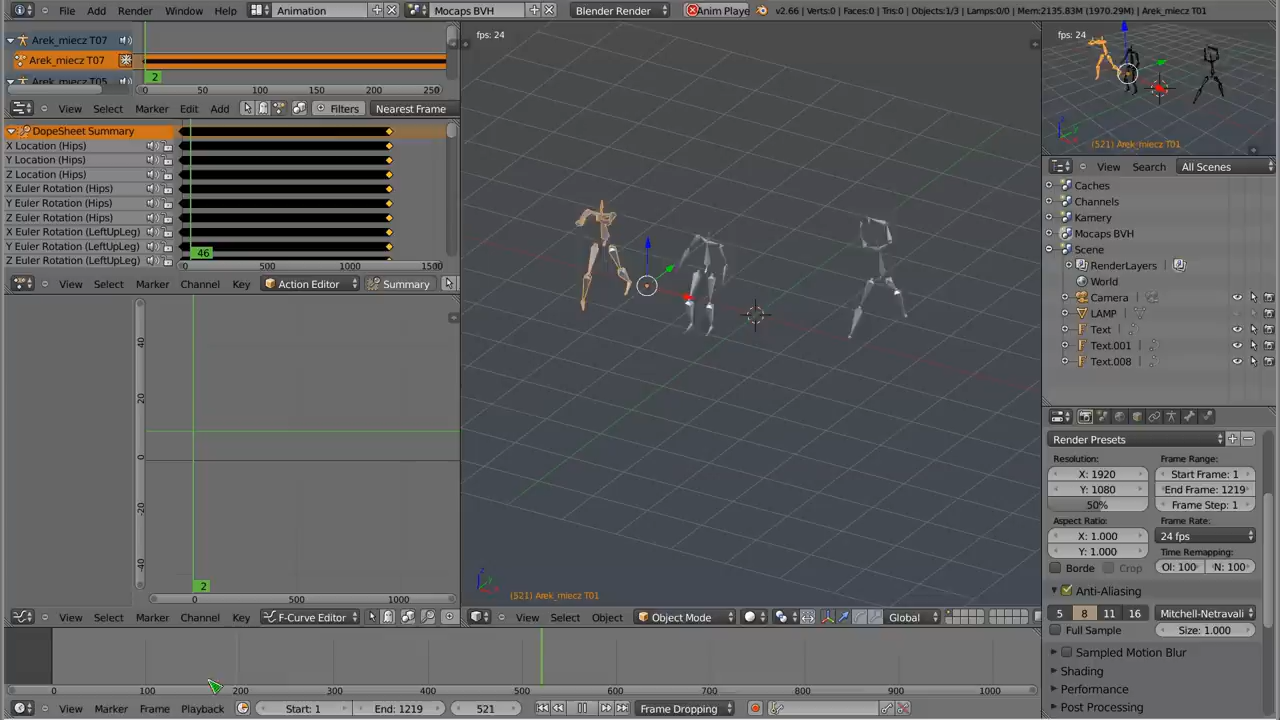 File Add Render Window Help Animation Mocaps BVH Blender Render Anim Playe v2.66 | Verts:0 | Faces:0 | Tris:0 | Objects:1/3 | Lamps:0/0 | Mem:2135.83M (1970.29M) | Arek_miecz T01
Arek_miecz T07
Arek_miecz T07
Arek_miecz T05
2
0 50 100 150 200 250
View Select Marker Edit Add Filters Nearest Frame
DopeSheet Summary
X Location (Hips)
Y Location (Hips)
Z Location (Hips)
X Euler Rotation (Hips)
Y Euler Rotation (Hips)
Z Euler Rotation (Hips)
X Euler Rotation (LeftUpLeg)
Y Euler Rotation (LeftUpLeg)
Z Euler Rotation (LeftUpLeg)
46
500 1000 1500
View Select Marker Channel Key Action Editor Summary
40
20
0
-20
-40
2
0 500 1000
View Select Marker Channel Key F-Curve Editor
fps: 24
(521) Arek_miecz T01
View Select Object Object Mode Global
fps: 24
(521) Arek_miecz T01
View Search All Scenes
Caches
Channels
Kamery
Mocaps BVH
Scene
RenderLayers
World
Camera
LAMP
Text
Text.001
Text.008
Render Presets
Resolution: Frame Range:
X: 1920 Start Frame: 1
Y: 1080 End Frame: 1219
50% Frame Step: 1
Aspect Ratio: Frame Rate:
X: 1.000 24 fps
Y: 1.000 Time Remapping:
Borde Crop Ol: 100 N: 100
Anti-Aliasing
5 8 11 16 Mitchell-Netravali
Full Sample Size: 1.000
Sampled Motion Blur
Shading
Performance
Post Processing
0 100 200 300 400 500 600 700 800 900 1000
View Marker Frame Playback Start: 1 End: 1219 521 Frame Dropping